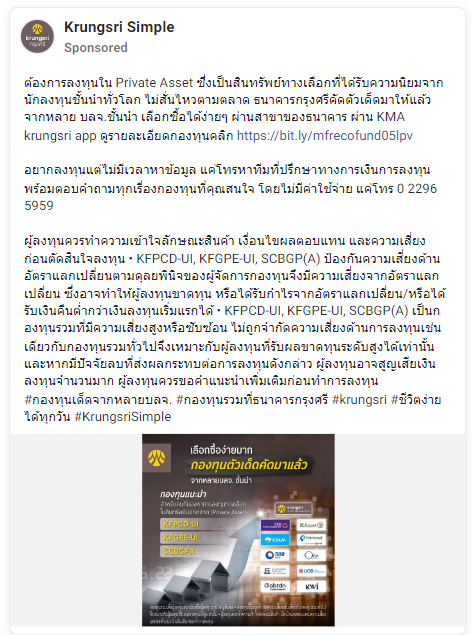 Krungsri Simple
Sponsored
krungsri
กรุงศรี
ต้องการลงทุนใน Private Asset ซึ่งเป็นสินทรัพย์ทางเลือกที่ได้รับความนิยมจาก
นักลงทุนชั้นนำทั่วโลก ไม่สั่นไหวตามตลาด ธนาคารกรุงศรีคัดตัวเด็ดมาให้แล้ว
จากหลาย บลจ.ชั้นนำ เลือกซื้อได้ง่ายๆ ผ่านสาขาของธนาคาร ผ่าน KMA
krungsri app ดูรายละเอียดกองทุนคลิก https://bit.ly/mfrecofund05lpv
อยากลงทุนแต่ไม่มีเวลาหาข้อมูล แค่โทรหาทีมที่ปรึกษาทางการเงินการลงทุน
พร้อมตอบคำถามทุกเรื่องกองทุนที่คุณสนใจ โดยไม่มีค่าใช้จ่าย แค่โทร 0 2296
5959
ผู้ลงทุนควรทำความเข้าใจลักษณะสินค้า เงื่อนไขผลตอบแทน และความเสี่ยง
ก่อนตัดสินใจลงทุน • KFPCD-UI, KFGPE-UI, SCBGP(A) ป้องกันความเสี่ยงด้าน
อัตราแลกเปลี่ยนตามดุลยพินิจของผู้จัดการกองทุนจึงมีความเสี่ยงจากอัตราแลก
เปลี่ยน ซึ่งอาจทำให้ผู้ลงทุนขาดทุน หรือได้รับกำไรจากอัตราแลกเปลี่ยน/หรือได้
รับเงินคืนต่ำกว่าเงินลงทุนเริ่มแรกได้ • KFPCD-UI, KFGPE-UI, SCBGP(A) เป็นก
องทุนรวมที่มีความเสี่ยงสูงหรือซับซ้อน ไม่ถูกจำกัดความเสี่ยงด้านการลงทุนเช่น
เดียวกับกองทุนรวมทั่วไปจึงเหมาะกับผู้ลงทุนที่รับผลขาดทุนระดับสูงได้เท่านั้น
และหากมีปัจจัยลบที่ส่งผลกระทบต่อการลงทุนดังกล่าว ผู้ลงทุนอาจสูญเสียเงิน
ลงทุนจำนวนมาก ผู้ลงทุนควรขอคำแนะนำเพิ่มเติมก่อนทำการลงทุน
#กองทุนเด็ดจากหลายบลจ. #กองทุนรวมที่ธนาคารกรุงศรี #krungsri #ชีวิตง่าย
ได้ทุกวัน #KrungsriSimple
เลือกซื้อง่ายมาก
กองทุนตัวเด็ดคัดมาแล้ว
จากหลายบลจ. ชั้นนำ
กองทุนแนะนำ
KFPCD-UI
KFGPE-UI
SCBGPA
krungsri
KAsset
KTAM
Principal
abrdn
KWI